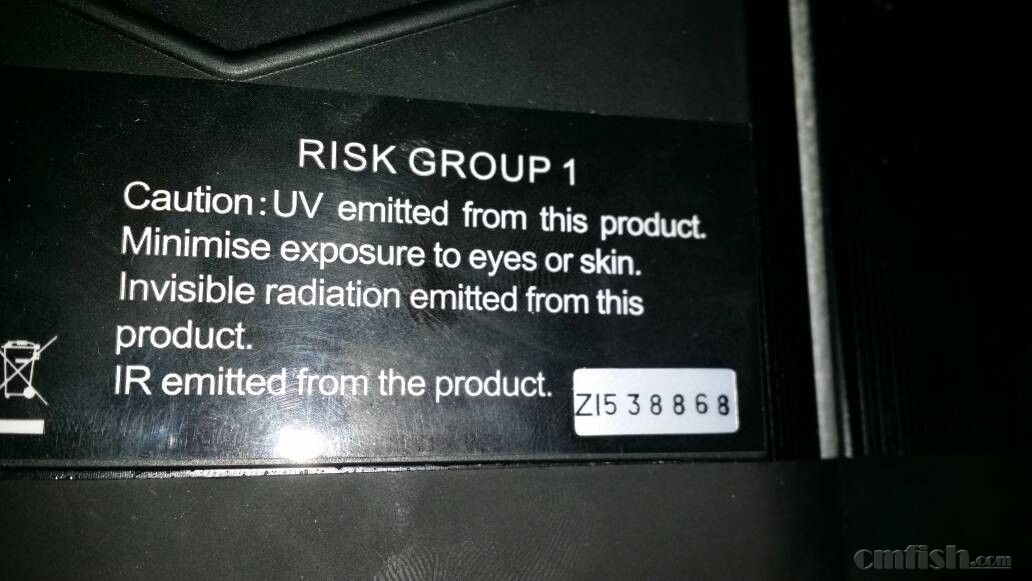 RISK GROUP 1
Caution:UV emitted from this product.
Minimise exposure to eyes or skin.
Invisible radiation emitted from this
product.
IR emitted from the product.
Z1538868
cmfish.com